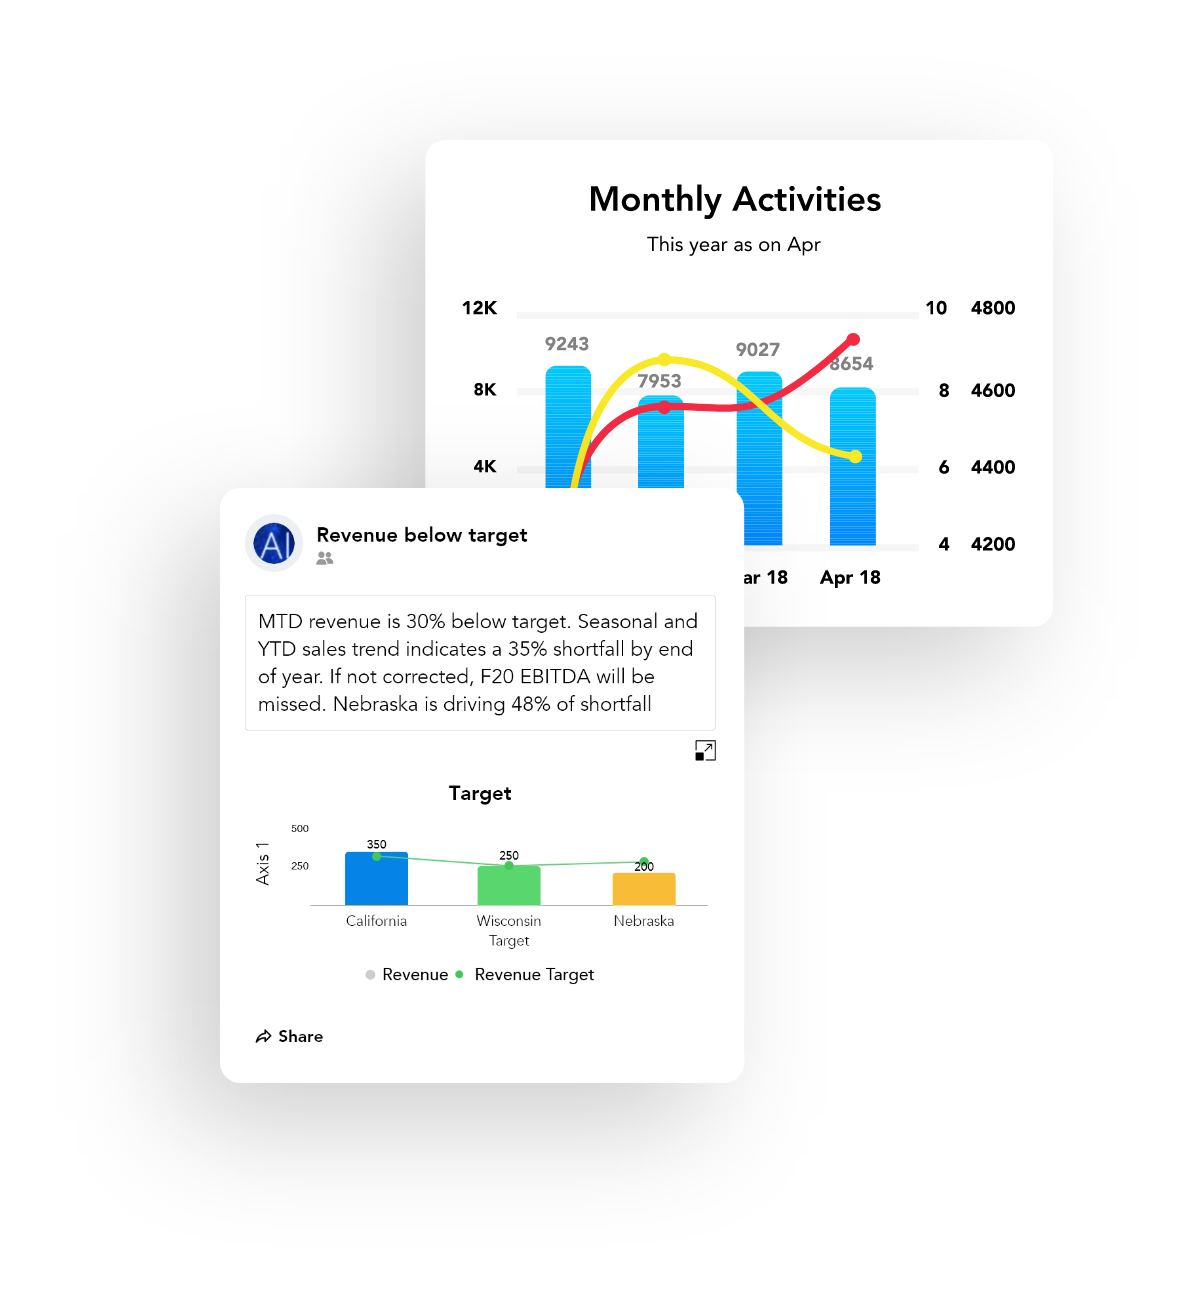 Monthly Activities
This year as on Apr
12K
10
4800
9243
7953
9027
8654
8K
8
4600
4K
6
4400
4
4200
ar 18
Apr 18
AI
Revenue below target
MTD revenue is 30% below target. Seasonal and
YTD sales trend indicates a 35% shortfall by end
of year. If not corrected, F20 EBITDA will be
missed. Nebraska is driving 48% of shortfall
Target
Axis 1
500
250
350
250
200
California
Wisconsin
Nebraska
Target
Revenue
Revenue Target
Share